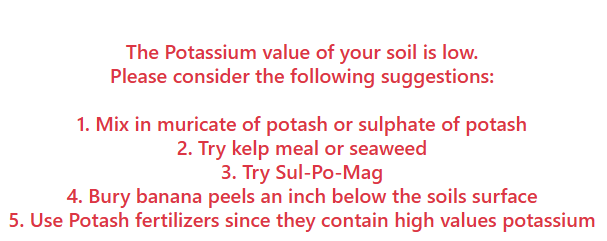 The Potassium value of your soil is low.
Please consider the following suggestions:
1. Mix in muricate of potash or sulphate of potash
2. Try kelp meal or seaweed
3. Try Sul-Po-Mag
4. Bury banana peels an inch below the soils surface
5. Use Potash fertilizers since they contain high values potassium